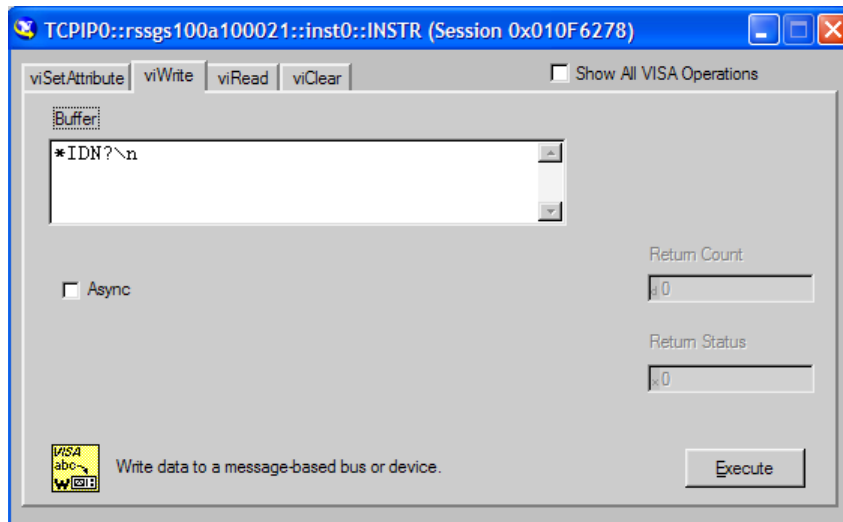 TCPIP0::rssgs100a100021::inst0::INSTR (Session 0x010F6278)
viSetAttribute viWrite viRead viClear
Show All VISA Operations
Buffer
*IDN?\n
Return Count
d 0
Async
Return Status
x 0
VISA
abc
W
Write data to a message-based bus or device.
Execute